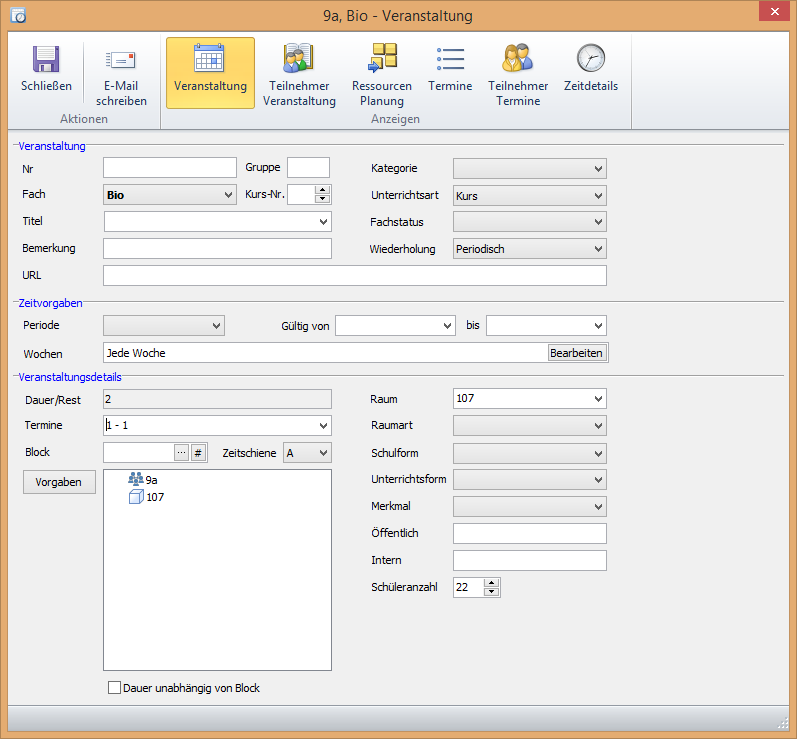 9a, Bio - Veranstaltung
Schließen
E-Mail schreiben
Veranstaltung
Teilnehmer Veranstaltung
Ressourcen Planung
Termine
Teilnehmer Termine
Zeitdetails
Aktionen
Anzeigen
Veranstaltung
Nr
Gruppe
Kategorie
Fach Bio
Kurs-Nr.
Unterrichtsart Kurs
Titel
Fachstatus
Bemerkung
Wiederholung Periodisch
URL
Zeitvorgaben
Periode
Gültig von
bis
Wochen Jede Woche Bearbeiten
Veranstaltungsdetails
Dauer/Rest 2
Raum 107
Termine 1 - 1
Raumart
Block ... #
Zeitschiene A
Schulform
Vorgaben
9a
107
Unterrichtsform
Merkmal
Öffentlich
Intern
Schüleranzahl 22
Dauer unabhängig von Block